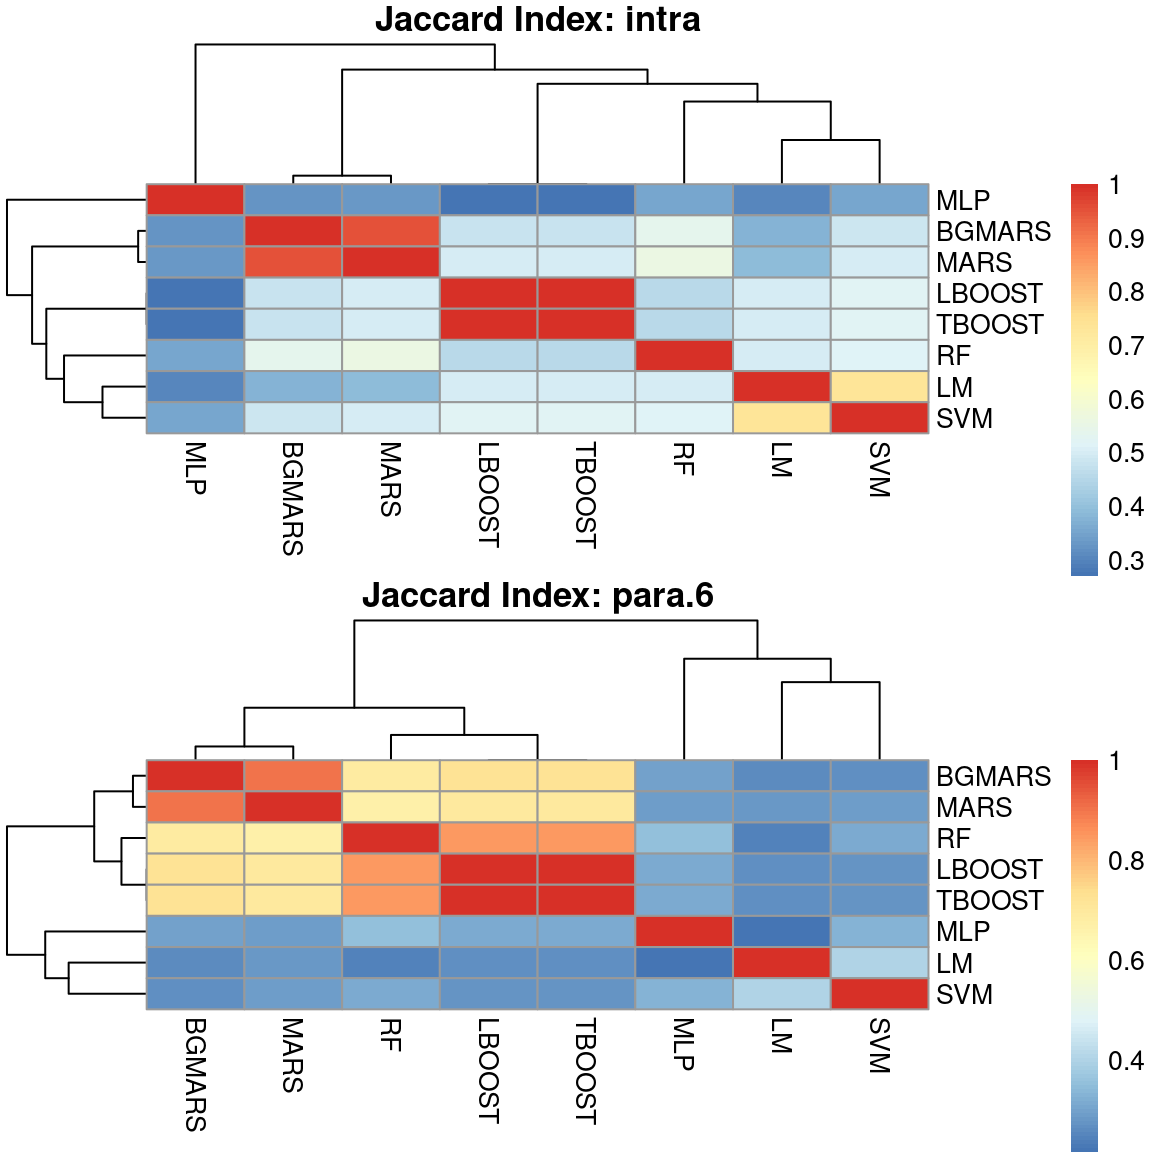 Jaccard Index: intra
1
MLP
BGMARS
0.9
MARS
0.8
LBOOST
TBOOST
0.7
RF
LM
0.6
SVM
0.5
0.4
0.3
MLP
BGMARS
MARS
LBOOST
TBOOST
RF
LM
SVM
Jaccard Index: para.6
1
BGMARS
MARS
RF
0.8
LBOOST
TBOOST
MLP
0.6
LM
SVM
0.4
BGMARS
MARS
RF
LBOOST
TBOOST
MLP
LM
SVM